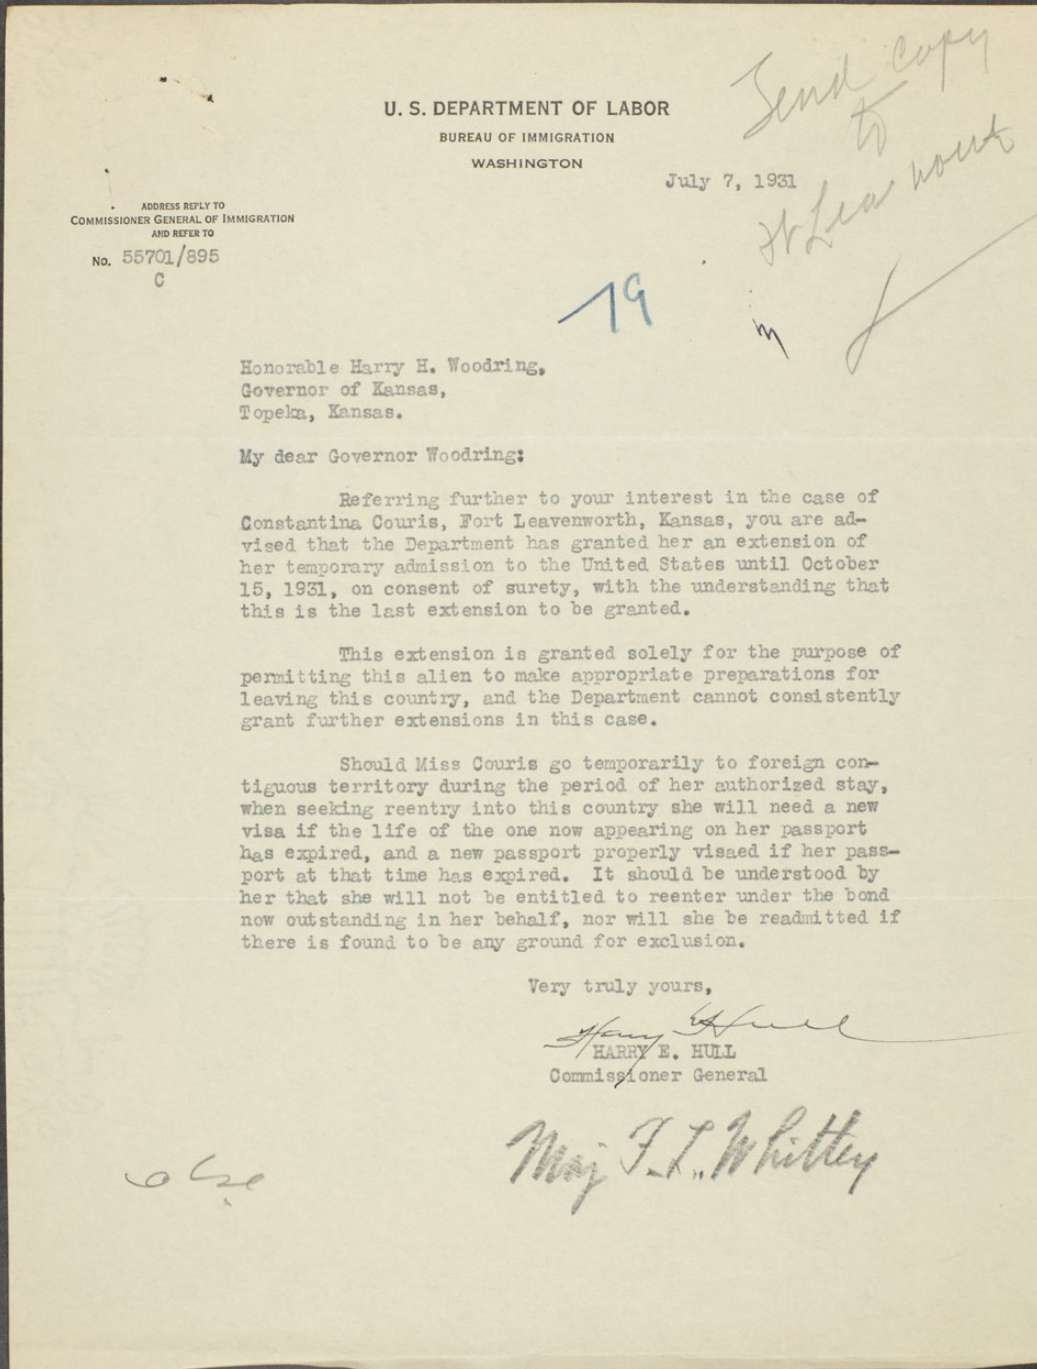 Send copy
to
U. S. DEPARTMENT OF LABOR
BUREAU OF IMMIGRATION
WASHINGTON
July 7, 1931
ADDRESS REPLY TO
COMMISSIONER GENERAL OF IMMIGRATION
AND REFER TO
No. 55701/895
C
19
Honorable Harry H. Woodring,
Governor of Kansas,
Topeka, Kansas.
My dear Governor Woodring:
Referring further to your interest in the case of
Constantina Couris, Fort Leavenworth, Kansas, you are ad-
vised that the Department has granted her an extension of
her temporary admission to the United States until October
15, 1931, on consent of surety, with the understanding that
this is the last extension to be granted.
This extension is granted solely for the purpose of
permitting this alien to make appropriate preparations for
leaving this country, and the Department cannot consistently
grant further extensions in this case.
Should Miss Couris go temporarily to foreign con-
tiguous territory during the period of her authorized stay,
when seeking reentry into this country she will need a new
visa if the life of the one now appearing on her passport
has expired, and a new passport properly visaed if her pass-
port at that time has expired. It should be understood by
her that she will not be entitled to reenter under the bond
now outstanding in her behalf, nor will she be readmitted if
there is found to be any ground for exclusion.
Very truly yours,
Harry E Hull
HARRY E. HULL
Commissioner General
Maj F. L. Whittley